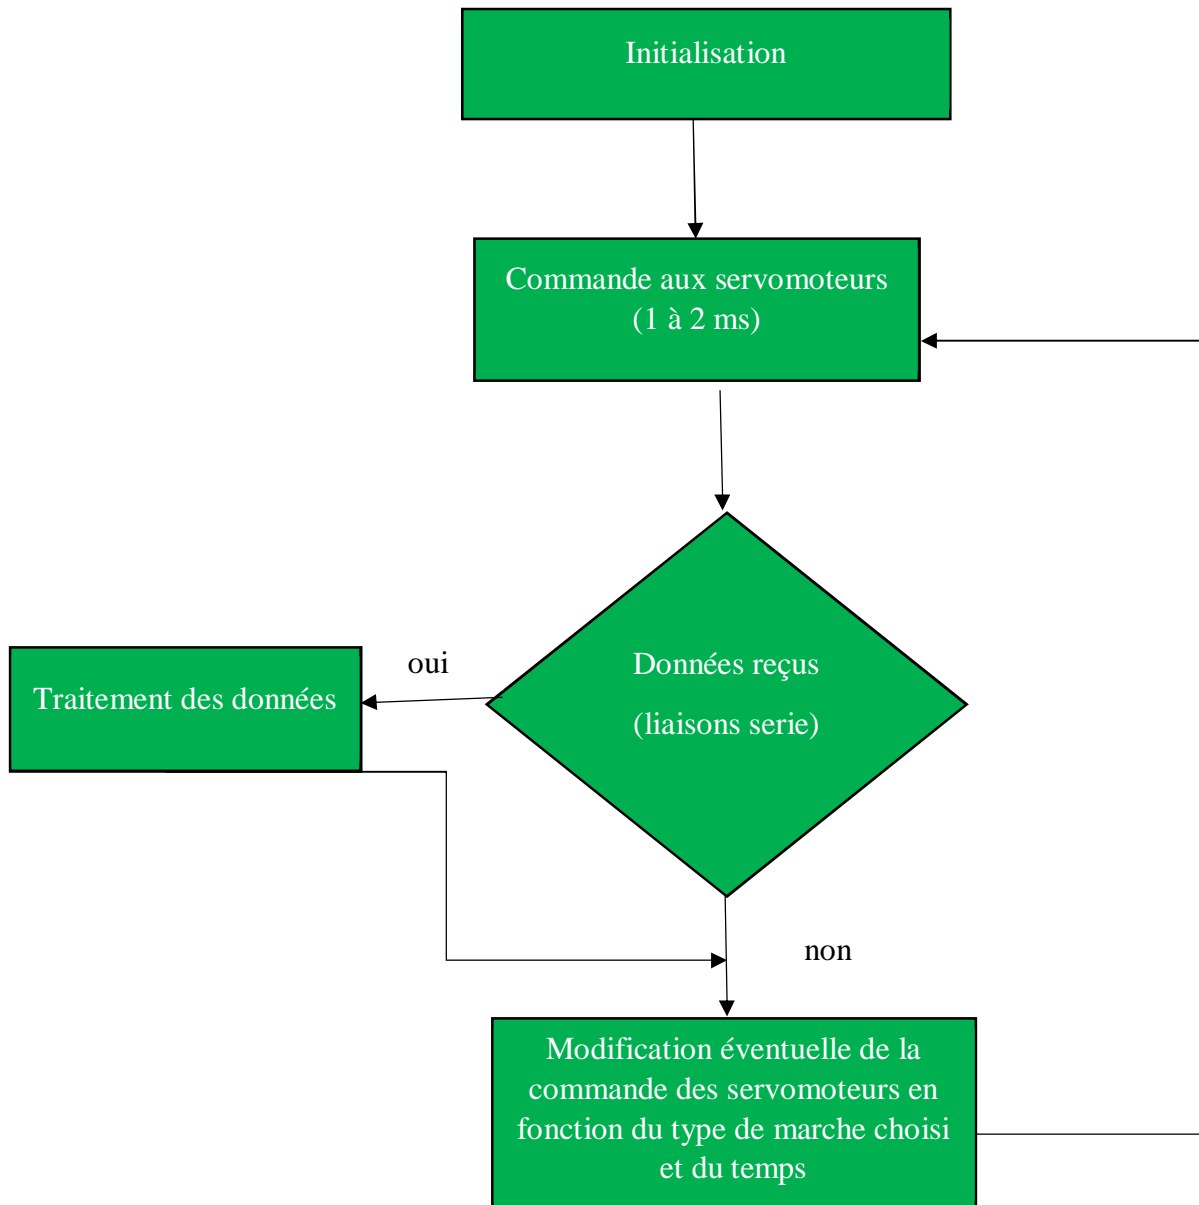 Initialisation
Commande aux servomoteurs
(1 à 2 ms)
oui
Données reçus
(liaisons serie)
Traitement des données
non
Modification éventuelle de la
commande des servomoteurs en
fonction du type de marche choisi
et du temps